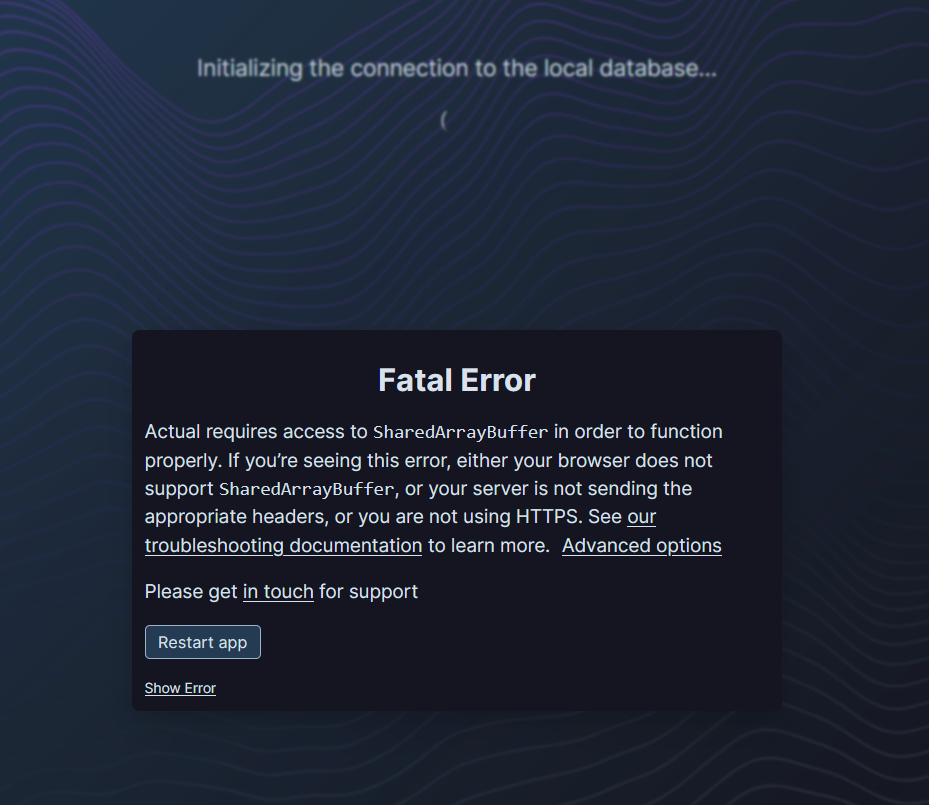 Initializing the connection to the local database...
Fatal Error
Actual requires access to SharedArrayBuffer in order to function
properly. If you’re seeing this error, either your browser does not
support SharedArrayBuffer, or your server is not sending the
appropriate headers, or you are not using HTTPS. See our
troubleshooting documentation to learn more. Advanced options
Please get in touch for support
Restart app
Show Error